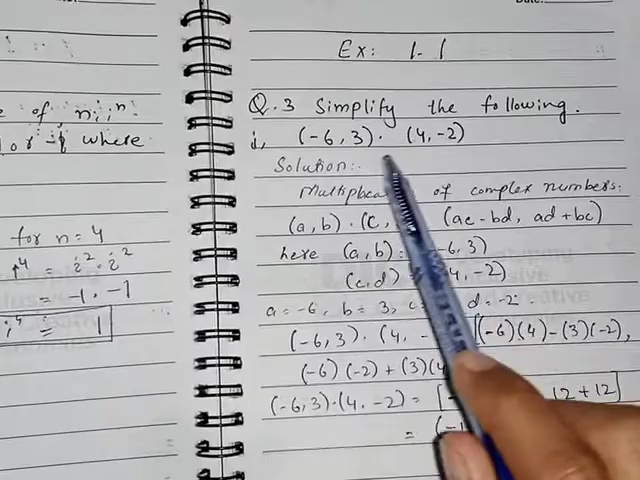 Ex: 1.1
Q.3 Simplify the following.
i, (-6,3)· (4,-2)
Solution:
of complex numbers:
(a, b)·(c, (ac-bd, ad+bc)
here (a,b) = -6,3)
(c,d) 4,-2)
a=-6, b=3, d=-2
(-6,3)·(4, [(-6)(4)-(3)(-2),
(-6)(-2)+(3)(4
(-6,3)·(4,-2) = [ 12+12]
= (-1
of
or where
for n=4
i⁴ = i²·i²
= -1·-1
i⁴ = 1